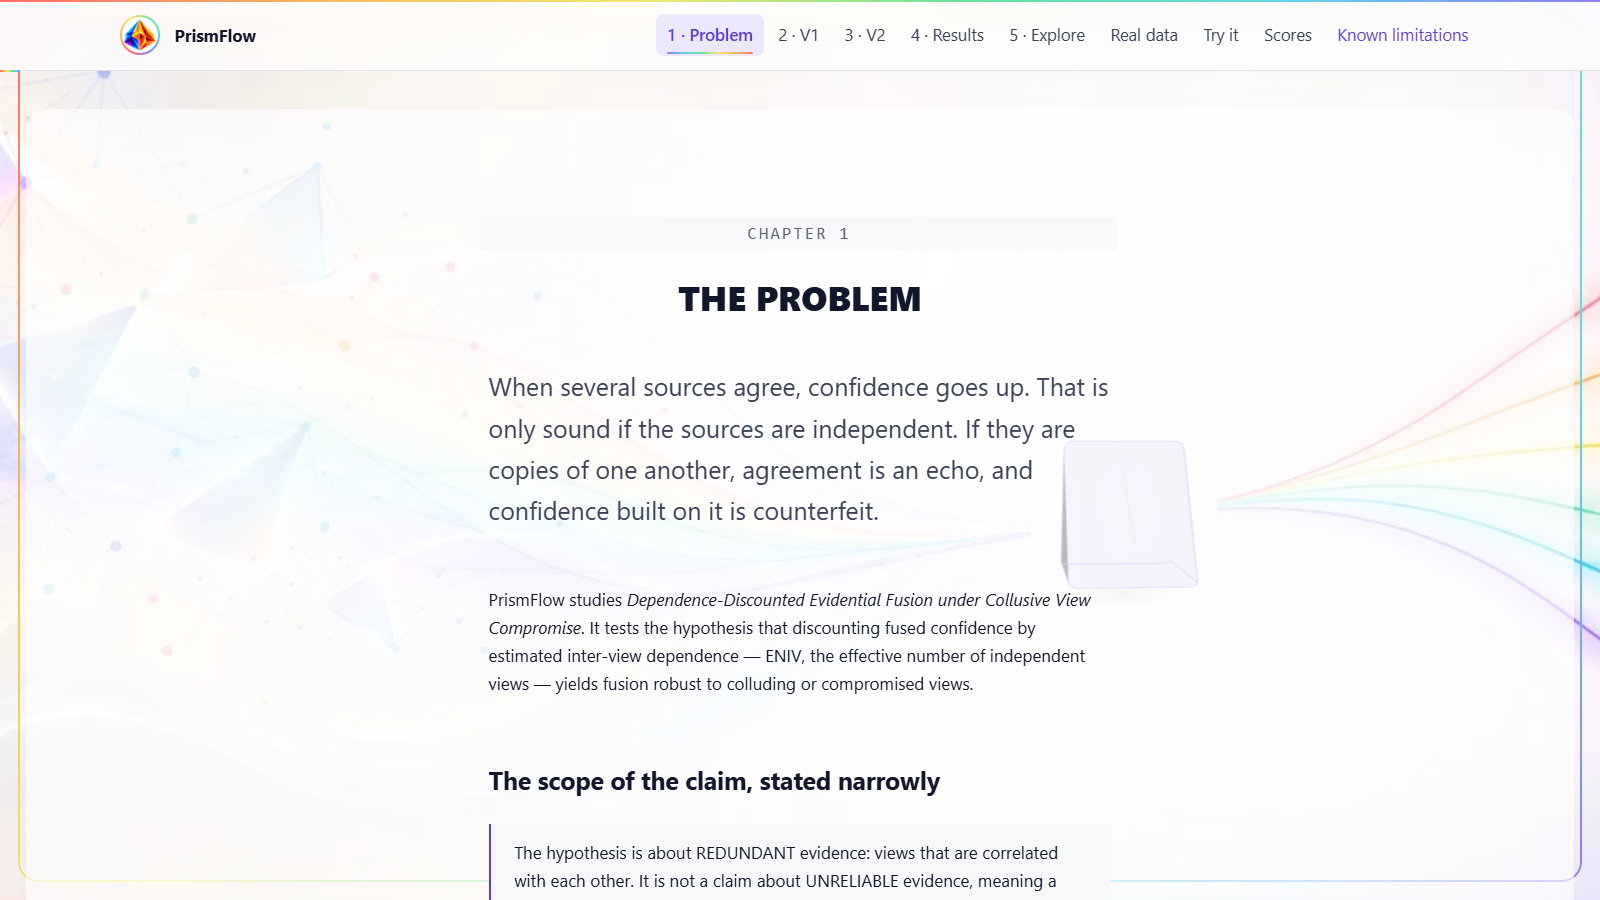 PrismFlow
1 · Problem
2 · V1
3 · V2
4 · Results
5 · Explore
Real data
Try it
Scores
Known limitations
CHAPTER 1
THE PROBLEM
When several sources agree, confidence goes up. That is
only sound if the sources are independent. If they are
copies of one another, agreement is an echo, and
confidence built on it is counterfeit.
PrismFlow studies Dependence-Discounted Evidential Fusion under Collusive View
Compromise. It tests the hypothesis that discounting fused confidence by
estimated inter-view dependence — ENIV, the effective number of independent
views — yields fusion robust to colluding or compromised views.
The scope of the claim, stated narrowly
The hypothesis is about REDUNDANT evidence: views that are correlated
with each other. It is not a claim about UNRELIABLE evidence, meaning a